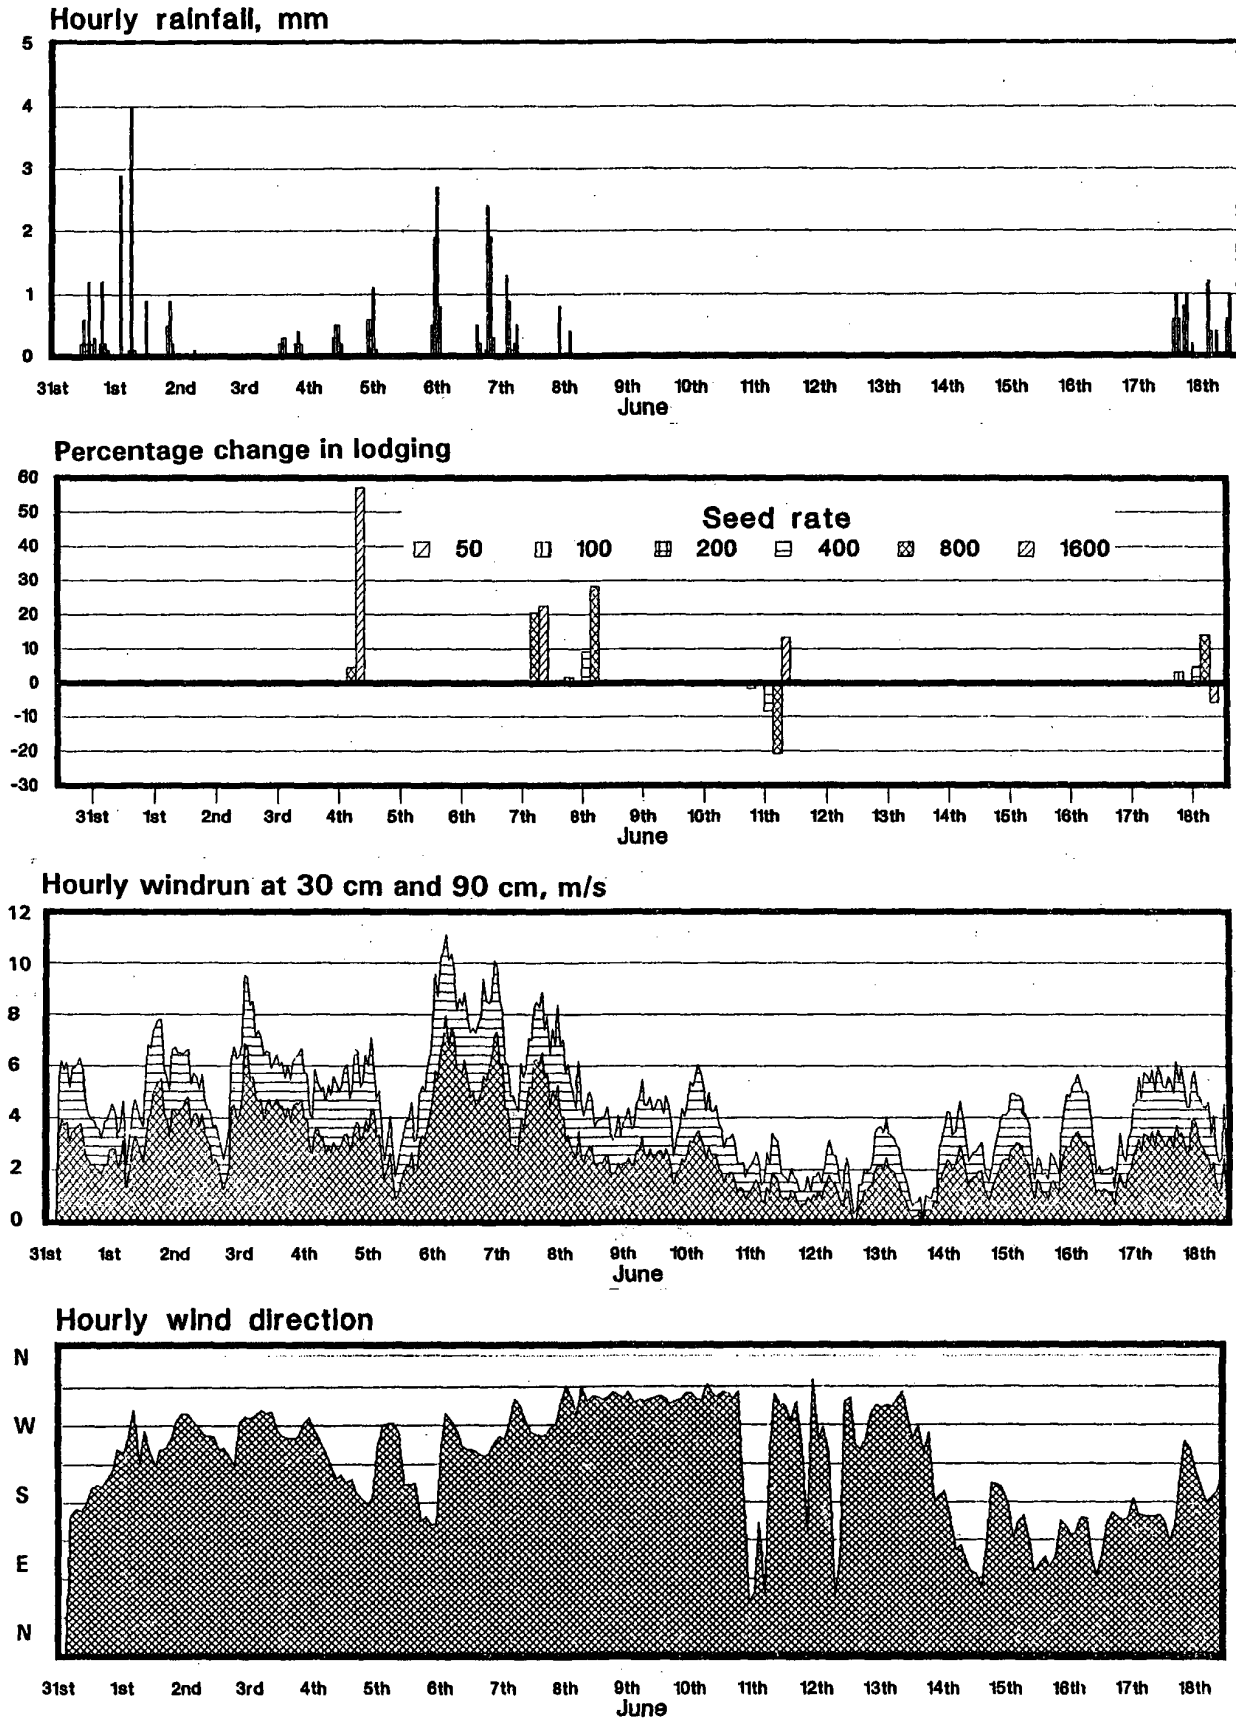 Hourly rainfall, mm
5
4
3
2
1
0
31st 1st 2nd 3rd 4th 5th 6th 7th 8th 9th 10th 11th 12th 13th 14th 15th 16th 17th 18th
June
Percentage change in lodging
60
50
40
30
20
10
0
-10
-20
-30
Seed rate
50 100 200 400 800 1600
31st 1st 2nd 3rd 4th 5th 6th 7th 8th 9th 10th 11th 12th 13th 14th 15th 16th 17th 18th
June
Hourly windrun at 30 cm and 90 cm, m/s
12
10
8
6
4
2
0
31st 1st 2nd 3rd 4th 5th 6th 7th 8th 9th 10th 11th 12th 13th 14th 15th 16th 17th 18th
June
Hourly wind direction
N
W
S
E
N
31st 1st 2nd 3rd 4th 5th 6th 7th 8th 9th 10th 11th 12th 13th 14th 15th 16th 17th 18th
June